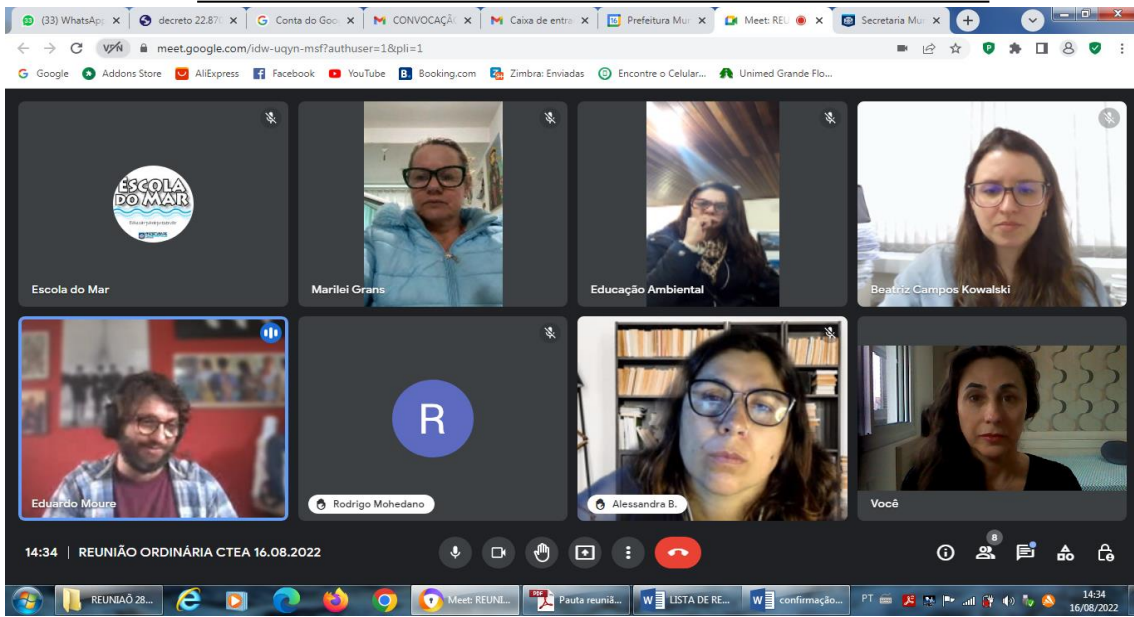 (33) WhatsAp
decreto 22.87
Conta do Goo
CONVOCAÇÃ
Caixa de entra
Prefeitura Mun
Meet: REU
Secretaria Mu
VPN
meet.google.com/idw-uqyn-msf?authuser=1&pli=1
Google
Addons Store
AliExpress
Facebook
YouTube
Booking.com
Zimbra: Enviadas
Encontre o Celular...
Unimed Grande Flo...
ESCOLA
DO MAR
Escola do Mar
Marilei Grans
Educação Ambiental
Beatriz Campos Kowalski
Eduardo Moure
R
Rodrigo Mohedano
Alessandra B.
Você
14:34 | REUNIÃO ORDINÁRIA CTEA 16.08.2022
8
REUNIAÕ 28...
Meet: REUNI...
Pauta reuniã...
LISTA DE RE...
confirmação...
PT
14:34
16/08/2022